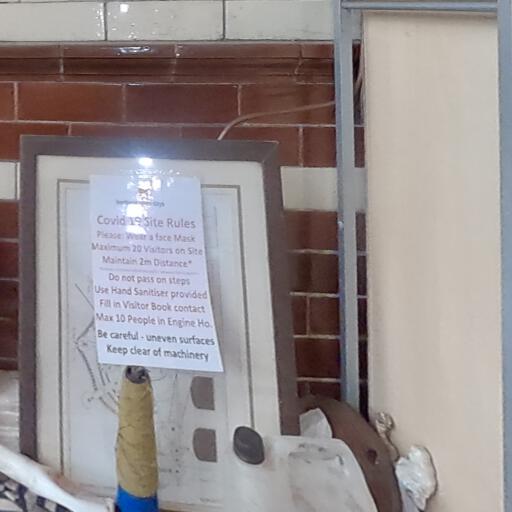 Covid 19 Site Rules
Please: Wear a face Mask
Maximum 20 Visitors on Site
Maintain 2m Distance*
Do not pass on steps
Use Hand Sanitiser provided
Fill in Visitor Book contact
Max 10 People in Engine Ho.
Be careful - uneven surfaces
Keep clear of machinery